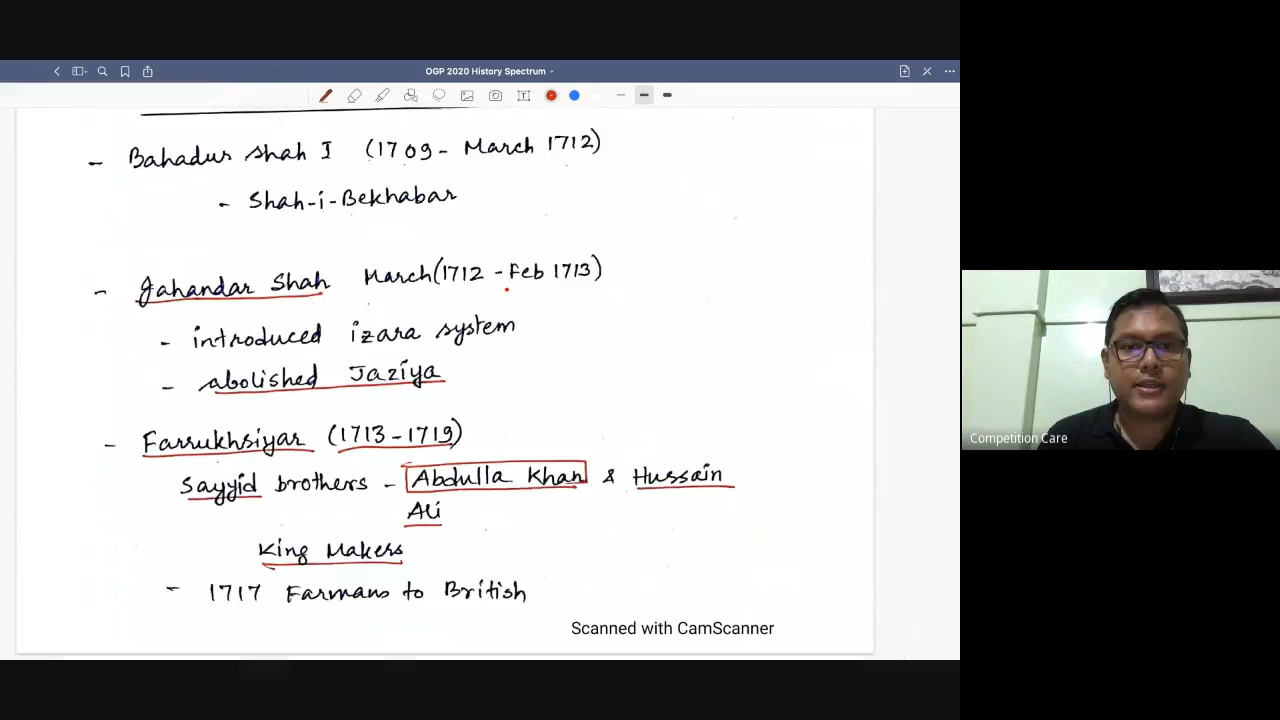 OGP 2020 History Spectrum
- Bahadur Shah I (1709 - March 1712)
- Shah-i-Bekhabar
- Jahandar Shah March (1712 - Feb 1713)
- introduced izara system
- abolished Jaziya
- Farrukhsiyar (1713 - 1719)
Sayyid brothers - Abdulla Khan & Hussain
Ali
King Makers
- 1717 Farmans to British
Scanned with CamScanner
Competition Care